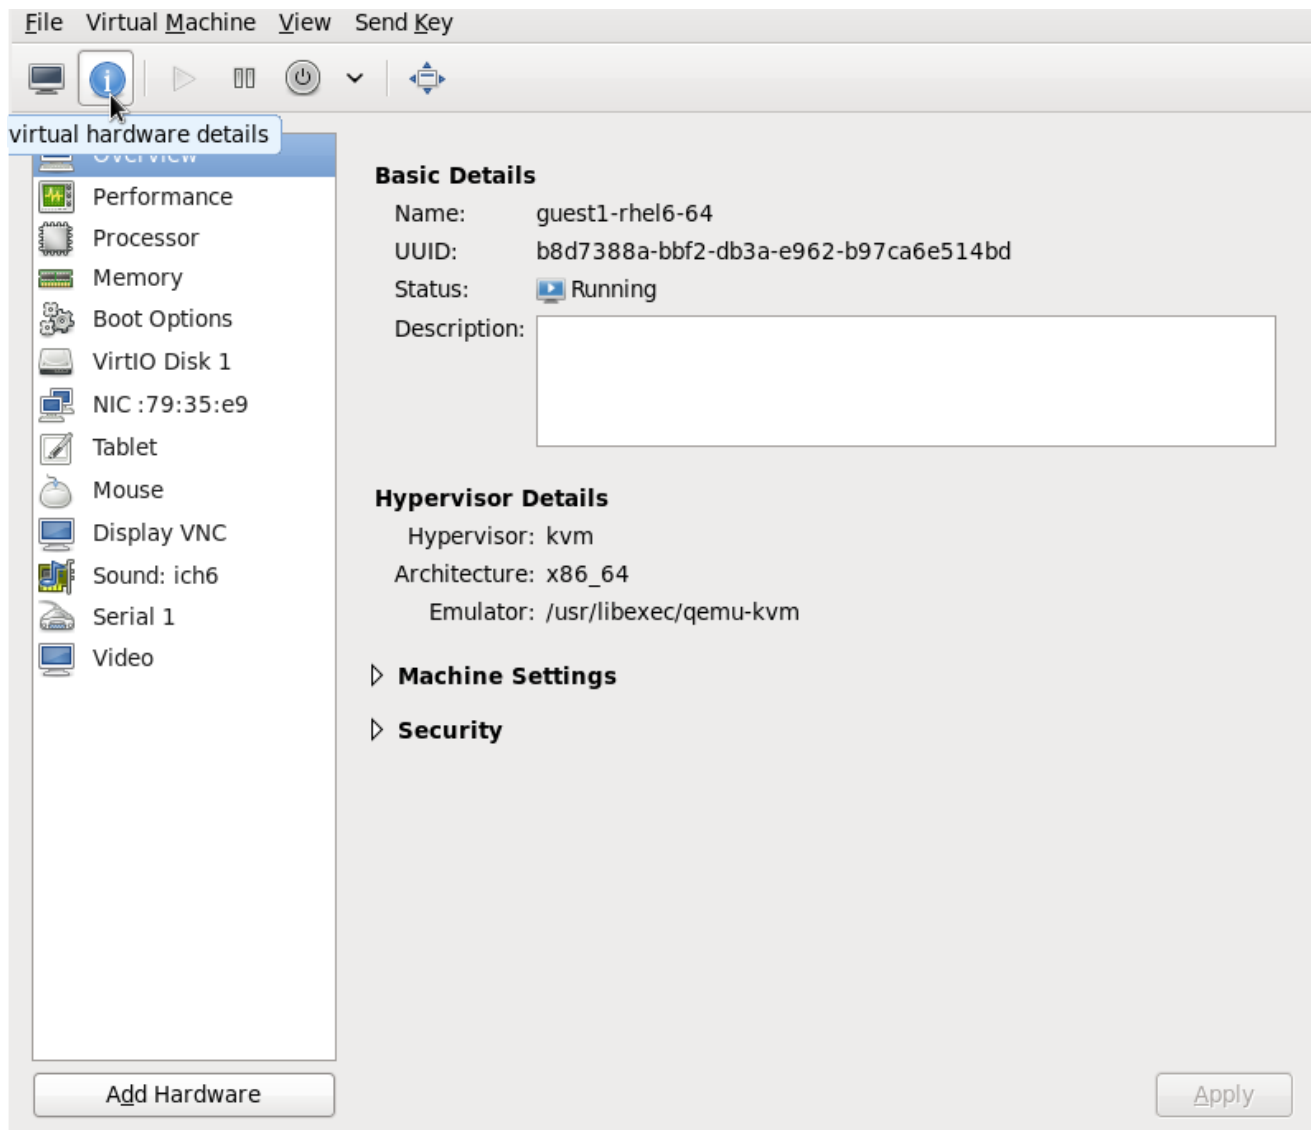 File Virtual Machine View Send Key
virtual hardware details
Overview
Performance
Processor
Memory
Boot Options
VirtIO Disk 1
NIC :79:35:e9
Tablet
Mouse
Display VNC
Sound: ich6
Serial 1
Video
Add Hardware
Basic Details
Name: guest1-rhel6-64
UUID: b8d7388a-bbf2-db3a-e962-b97ca6e514bd
Status: Running
Description:
Hypervisor Details
Hypervisor: kvm
Architecture: x86_64
Emulator: /usr/libexec/qemu-kvm
Machine Settings
Security
Apply